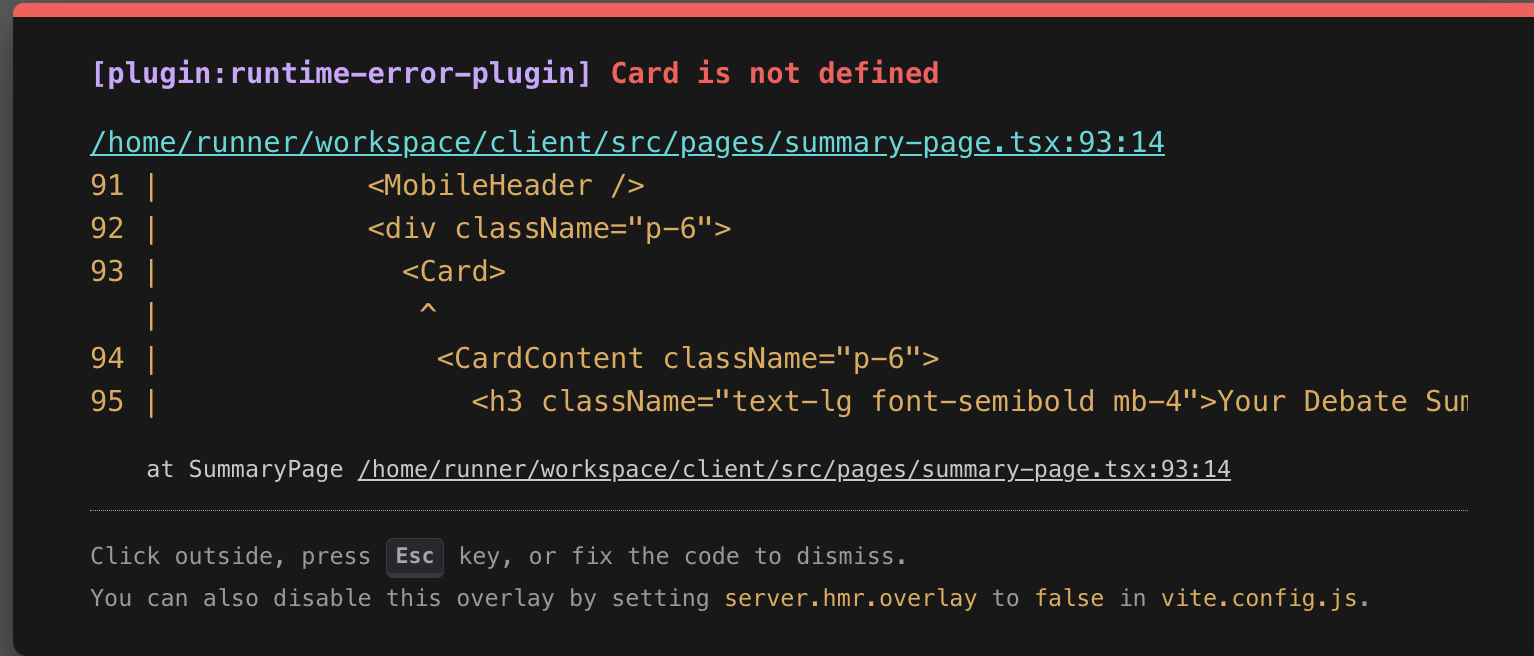 [plugin:runtime-error-plugin] Card is not defined
/home/runner/workspace/client/src/pages/summary-page.tsx:93:14
91 |            <MobileHeader />
92 |            <div className="p-6">
93 |              <Card>
   |               ^
94 |                <CardContent className="p-6">
95 |                  <h3 className="text-lg font-semibold mb-4">Your Debate
at SummaryPage /home/runner/workspace/client/src/pages/summary-page.tsx:93:14
Click outside, press Esc key, or fix the code to dismiss.
You can also disable this overlay by setting server.hmr.overlay to false in vite.config.js.